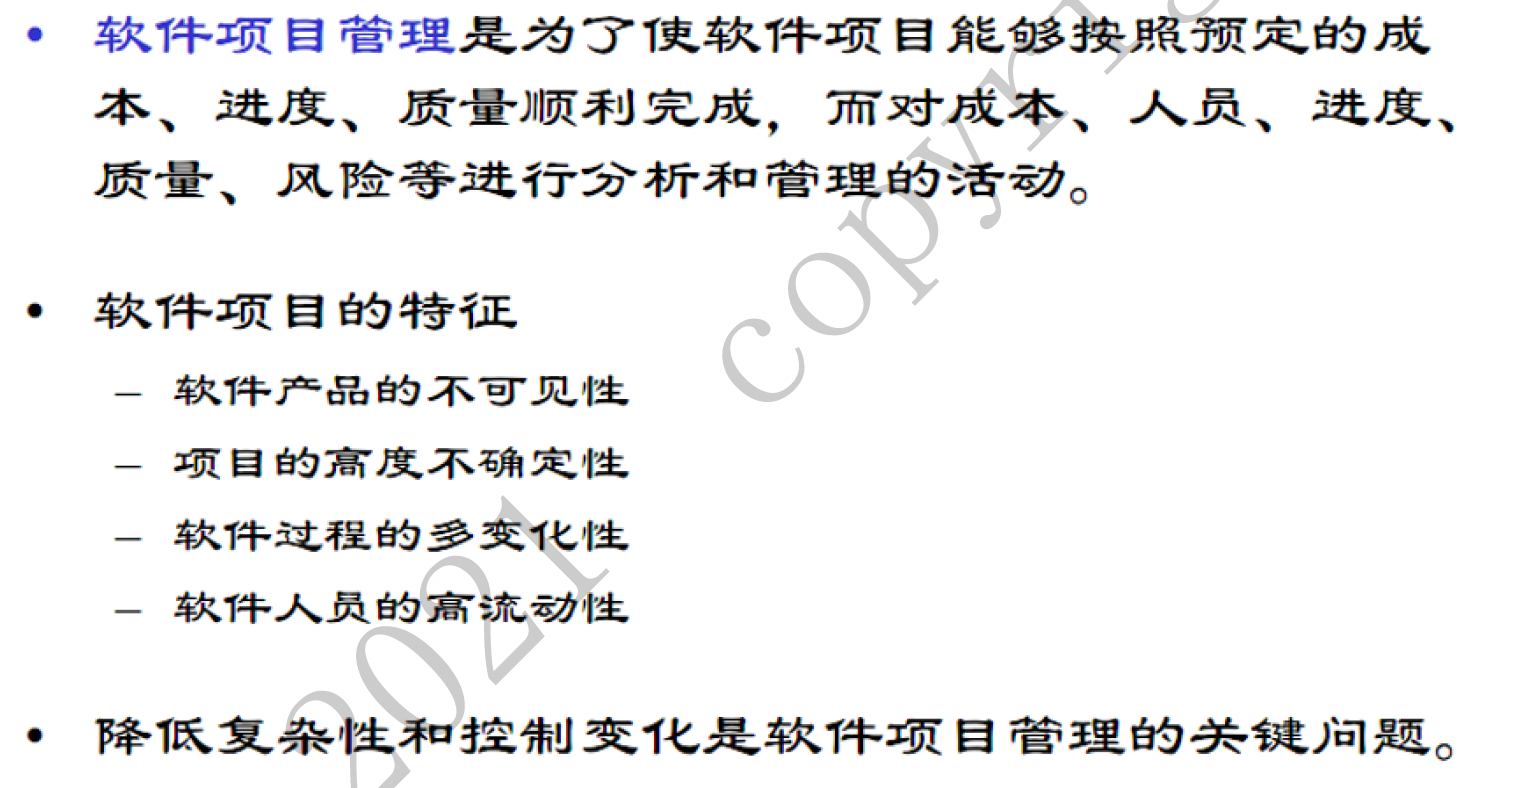 • 软件项目管理是为了使软件项目能够按照预定的成
本、进度、质量顺利完成，而对成本、人员、进度、
质量、风险等进行分析和管理的活动。
• 软件项目的特征
– 软件产品的不可见性
– 项目的高度不确定性
– 软件过程的多变化性
– 软件人员的高流动性
• 降低复杂性和控制变化是软件项目管理的关键问题。
2021 copyri